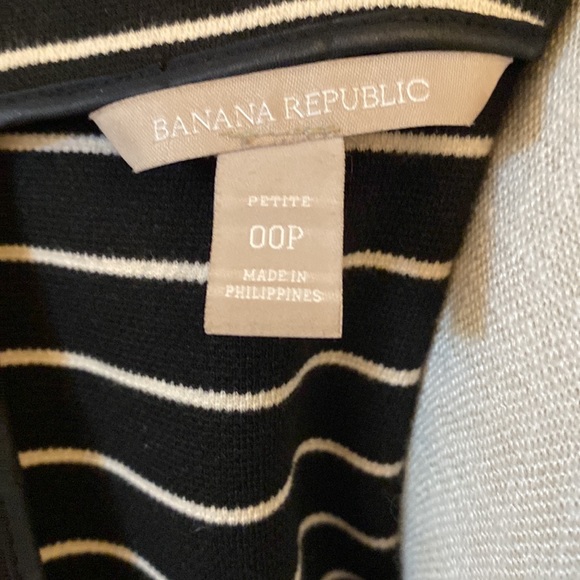 BANANA REPUBLIC
PETITE
00P
MADE IN
PHILIPPINES